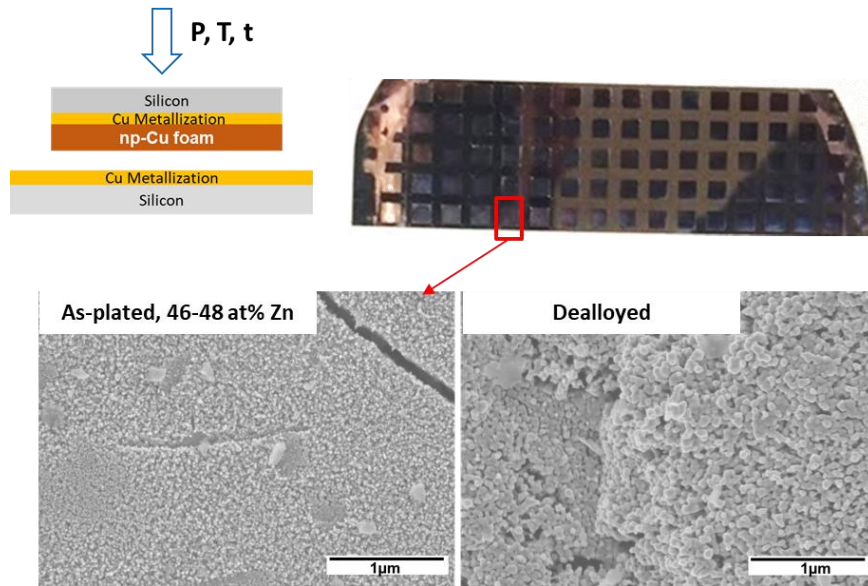 P, T, t
Silicon
Cu Metallization
np-Cu foam
Cu Metallization
Silicon
As-plated, 46-48 at% Zn
Dealloyed
1µm
1µm